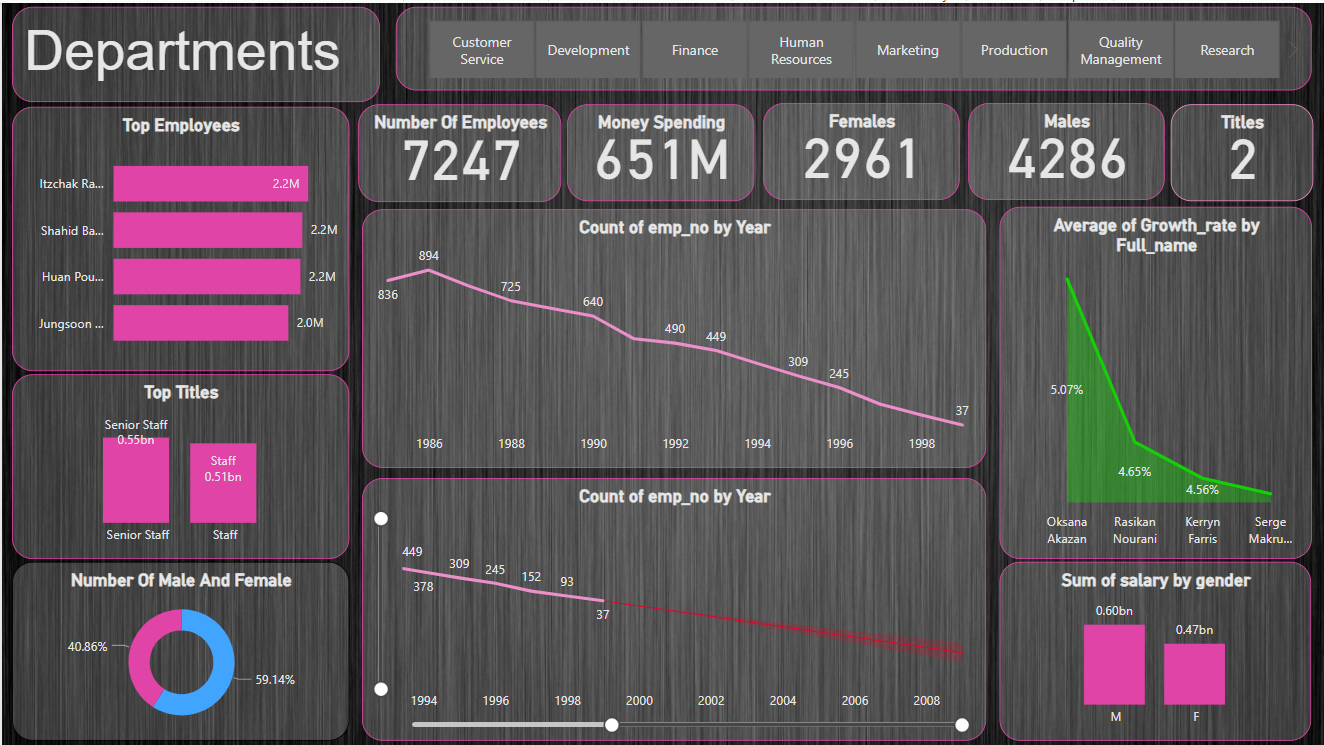 Departments
Customer
Service
Development
Finance
Human
Resources
Marketing
Production
Quality
Management
Research
Top Employees
Itzchak Ra...
2.2M
Shahid Ba...
2.2M
Huan Pou...
2.2M
Jungsoon ...
2.0M
Number Of Employees
7247
Money Spending
651M
Females
2961
Males
4286
Titles
2
Count of emp_no by Year
894
836
725
640
490
449
309
245
37
1986
1988
1990
1992
1994
1996
1998
Average of Growth_rate by
Full_name
5.07%
4.65%
4.56%
Oksana
Akazan
Rasikan
Nourani
Kerryn
Farris
Serge
Makru...
Top Titles
Senior Staff
0.55bn
Staff
0.51bn
Senior Staff
Staff
Count of emp_no by Year
449
378
309
245
152
93
37
1994
1996
1998
2000
2002
2004
2006
2008
Number Of Male And Female
40.86%
59.14%
Sum of salary by gender
0.60bn
0.47bn
M
F